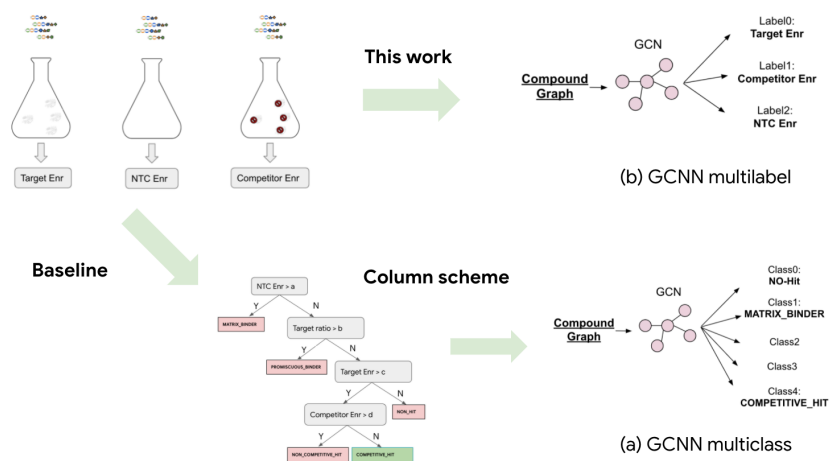 This work
Target Enr
NTC Enr
Competitor Enr
Compound
Graph
GCN
Label0:
Target Enr
Label1:
Competitor Enr
Label2:
NTC Enr
(b) GCNN multilabel
Baseline
Column scheme
NTC Enr > a
Y
N
MATRIX_BINDER
Target ratio > b
Y
N
PROMISCUOUS_BINDER
Target Enr > c
Y
N
Competitor Enr > d
NON_HIT
Y
N
NON_COMPETITIVE_HIT
COMPETITIVE_HIT
Compound
Graph
GCN
Class0:
NO-Hit
Class1:
MATRIX_BINDER
Class2
Class3
Class4:
COMPETITIVE_HIT
(a) GCNN multiclass